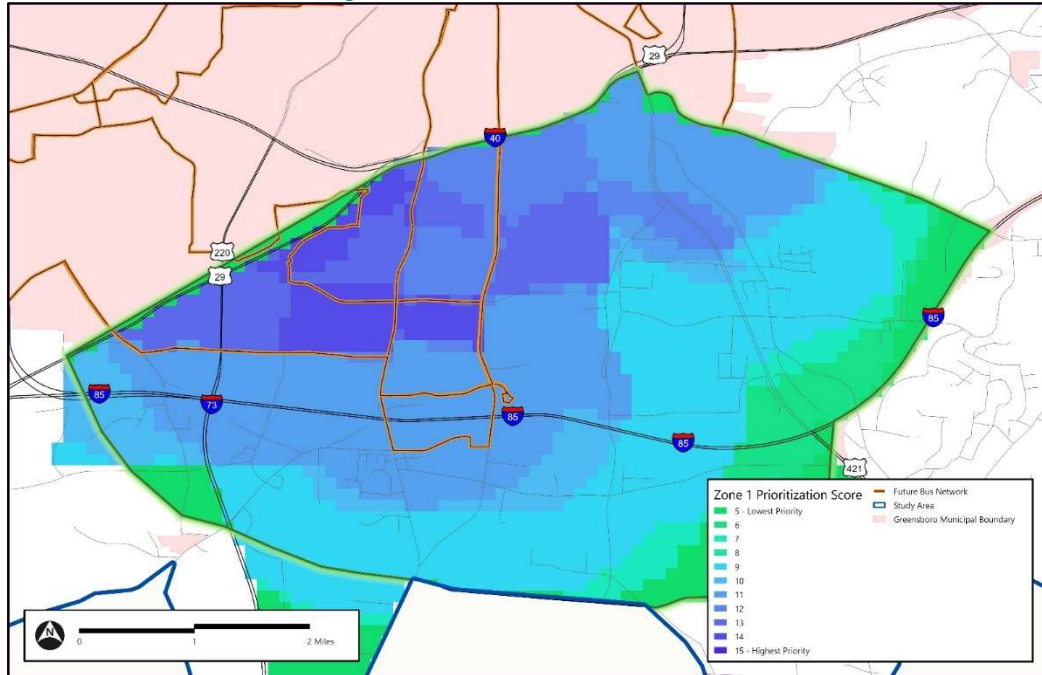 29
40
220
29
85
85
73
85
85
421
Zone 1 Prioritization Score
5 - Lowest Priority
6
7
8
9
10
11
12
13
14
15 - Highest Priority
Future Bus Network
Study Area
Greensboro Municipal Boundary
N
0 1 2 Miles